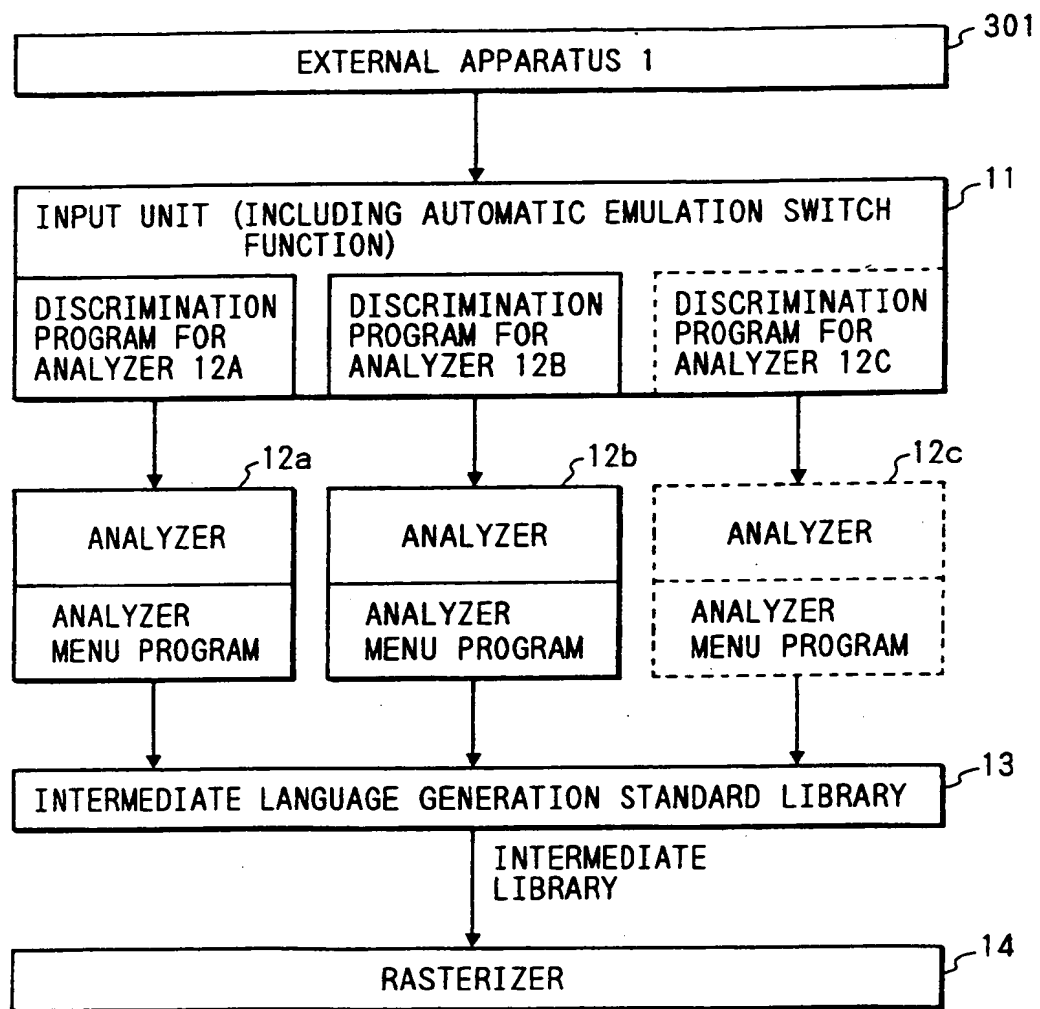 301
EXTERNAL APPARATUS 1
11
INPUT UNIT (INCLUDING AUTOMATIC EMULATION SWITCH
FUNCTION)
DISCRIMINATION
PROGRAM FOR
ANALYZER 12A
DISCRIMINATION
PROGRAM FOR
ANALYZER 12B
DISCRIMINATION
PROGRAM FOR
ANALYZER 12C
12a
ANALYZER
ANALYZER
MENU PROGRAM
12b
ANALYZER
ANALYZER
MENU PROGRAM
12c
ANALYZER
ANALYZER
MENU PROGRAM
13
INTERMEDIATE LANGUAGE GENERATION STANDARD LIBRARY
INTERMEDIATE
LIBRARY
14
RASTERIZER